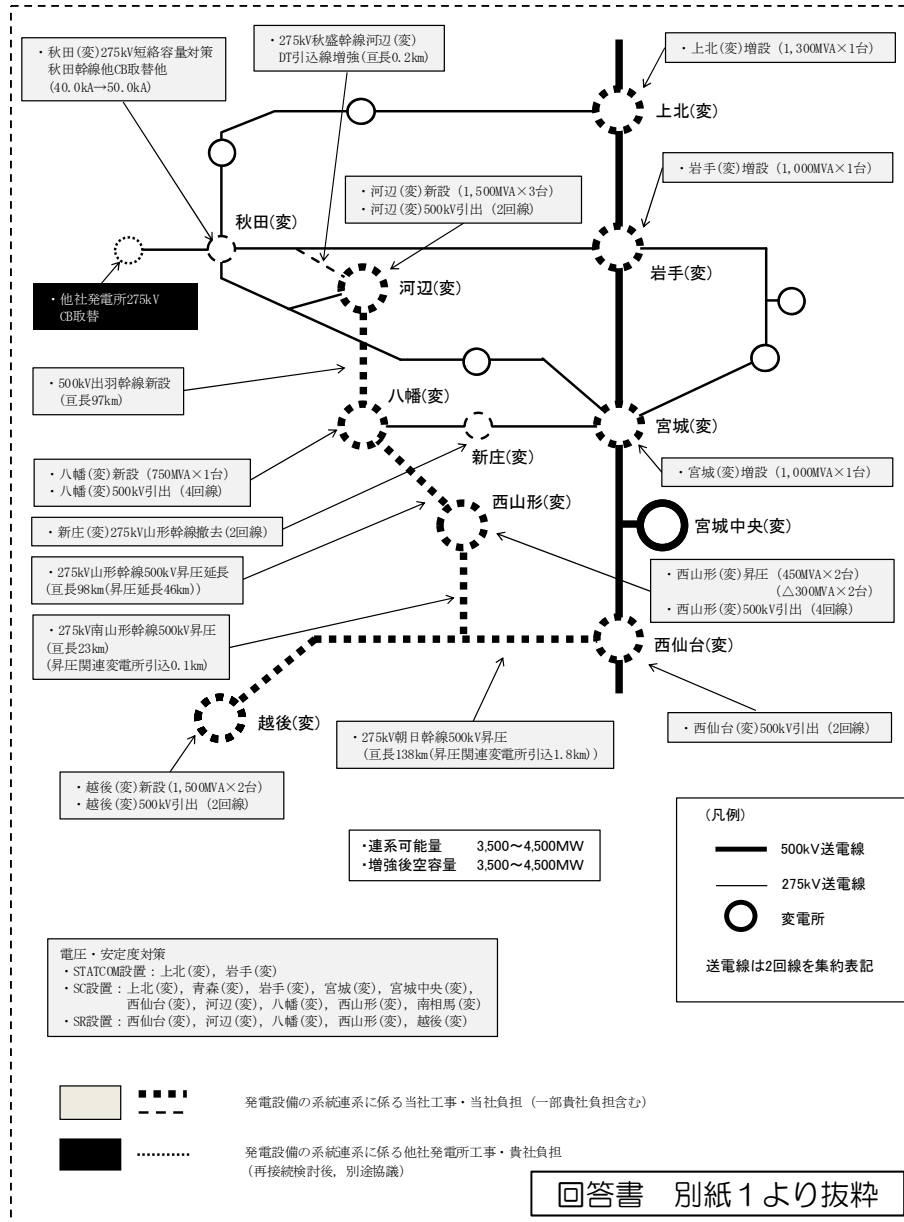 ・秋田(変)275kV短絡容量対策
秋田幹線他CB取替他
(40.0kA→50.0kA)
・275kV秋盛幹線河辺(変)
DT引込線増強(亘長0.2km)
・上北(変)増設 (1,300MVA×1台)
上北(変)
・岩手(変)増設 (1,000MVA×1台)
・河辺(変)新設 (1,500MVA×3台)
・河辺(変)500kV引出 (2回線)
秋田(変)
岩手(変)
河辺(変)
・他社発電所275kV
CB取替
・500kV出羽幹線新設
(亘長97km)
八幡(変)
宮城(変)
新庄(変)
・八幡(変)新設 (750MVA×1台)
・八幡(変)500kV引出 (4回線)
・宮城(変)増設 (1,000MVA×1台)
西山形(変)
・新庄(変)275kV山形幹線撤去(2回線)
宮城中央(変)
・275kV山形幹線500kV昇圧延長
(亘長98km(昇圧延長46km))
・西山形(変)昇圧 (450MVA×2台)
(△300MVA×2台)
・西山形(変)500kV引出 (4回線)
・275kV南山形幹線500kV昇圧
(亘長23km)
(昇圧関連変電所引込0.1km)
西仙台(変)
越後(変)
・275kV朝日幹線500kV昇圧
(亘長138km(昇圧関連変電所引込1.8km))
・西仙台(変)500kV引出 (2回線)
・越後(変)新設(1,500MVA×2台)
・越後(変)500kV引出 (2回線)
・連系可能量 3,500～4,500MW
・増強後空容量 3,500～4,500MW
(凡例)
500kV送電線
275kV送電線
変電所
送電線は2回線を集約表記
電圧・安定度対策
・STATCOM設置：上北(変), 岩手(変)
・SC設置：上北(変), 青森(変), 岩手(変), 宮城(変), 宮城中央(変),
西仙台(変), 河辺(変), 八幡(変), 西山形(変), 南相馬(変)
・SR設置：西仙台(変), 河辺(変), 八幡(変), 西山形(変), 越後(変)
発電設備の系統連系に係る当社工事・当社負担 (一部貴社負担含む)
発電設備の系統連系に係る他社発電所工事・貴社負担
(再接続検討後, 別途協議)
回答書 別紙１より抜粋